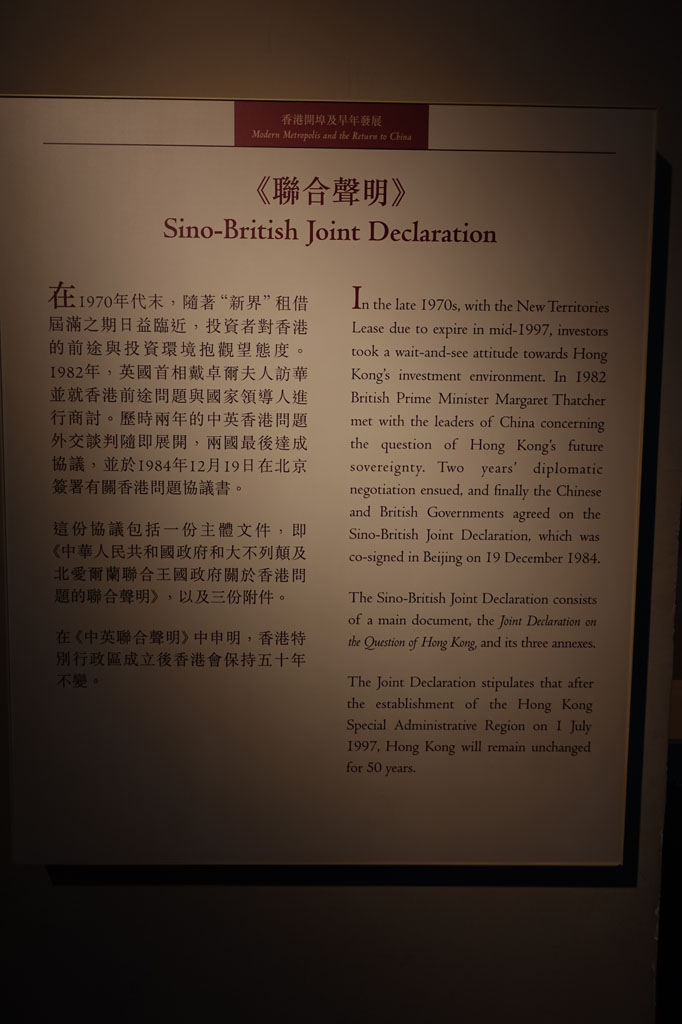 香港開埠及早年發展
Modern Metropolis and the Return to China
《聯合聲明》
Sino-British Joint Declaration
在1970年代末，隨著“新界”租借
屆滿之期日益臨近，投資者對香港
的前途與投資環境抱觀望態度。
1982年，英國首相戴卓爾夫人訪華
並就香港前途問題與國家領導人進
行商討。歷時兩年的中英香港問題
外交談判隨即展開，兩國最後達成
協議，並於1984年12月19日在北京
簽署有關香港問題協議書。
這份協議包括一份主體文件，即
《中華人民共和國政府和大不列顛及
北愛爾蘭聯合王國政府關於香港問
題的聯合聲明》，以及三份附件。
在《中英聯合聲明》中申明，香港特
別行政區成立後香港會保持五十年
不變。
In the late 1970s, with the New Territories
Lease due to expire in mid-1997, investors
took a wait-and-see attitude towards Hong
Kong's investment environment. In 1982
British Prime Minister Margaret Thatcher
met with the leaders of China concerning
the question of Hong Kong's future
sovereignty. Two years' diplomatic
negotiation ensued, and finally the Chinese
and British Governments agreed on the
Sino-British Joint Declaration, which was
co-signed in Beijing on 19 December 1984.
The Sino-British Joint Declaration consists
of a main document, the Joint Declaration on
the Question of Hong Kong, and its three annexes.
The Joint Declaration stipulates that after
the establishment of the Hong Kong
Special Administrative Region on 1 July
1997, Hong Kong will remain unchanged
for 50 years.